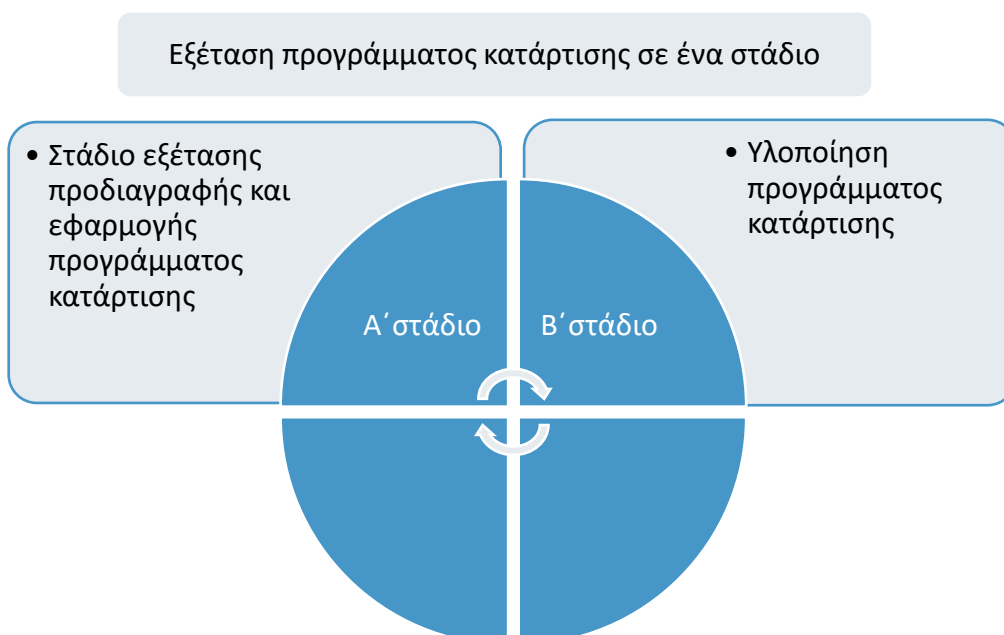 Εξέταση προγράμματος κατάρτισης σε ένα στάδιο
• Στάδιο εξέτασης
προδιαγραφής και
εφαρμογής
προγράμματος
κατάρτισης
• Υλοποίηση
προγράμματος
κατάρτισης
Α΄στάδιο
Β΄στάδιο